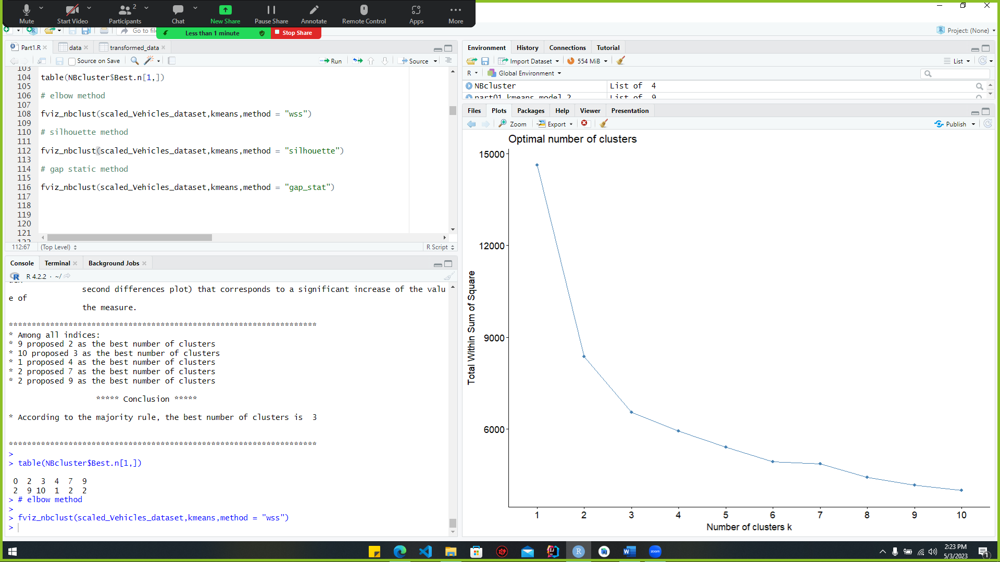 Mute
Start Video
2
Participants
Chat
New Share
Pause Share
Annotate
Remote Control
Apps
More
Less than 1 minute
Stop Share
Go to fil
Project: (None)
Part1.R
data
transformed_data
Source on Save
Run
Source
103
104 table(NBcluster$Best.n[1,])
105
106 # elbow method
107
108 fviz_nbclust(scaled_Vehicles_dataset,kmeans,method = "wss")
109
110 # silhouette method
111
112 fviz_nbclust(scaled_Vehicles_dataset,kmeans,method = "silhouette")
113
114 # gap static method
115
116 fviz_nbclust(scaled_Vehicles_dataset,kmeans,method = "gap_stat")
117
118
119
120
121
122
112:67 (Top Level)
R Script
Console
Terminal
Background Jobs
R 4.2.2 · ~/
second differences plot) that corresponds to a significant increase of the valu
e of
the measure.
*******************************************************************
* Among all indices:
* 9 proposed 2 as the best number of clusters
* 10 proposed 3 as the best number of clusters
* 1 proposed 4 as the best number of clusters
* 2 proposed 7 as the best number of clusters
* 2 proposed 9 as the best number of clusters
***** Conclusion *****
* According to the majority rule, the best number of clusters is 3
*******************************************************************
>
> table(NBcluster$Best.n[1,])
0 2 3 4 7 9
2 9 10 1 2 2
> # elbow method
>
> fviz_nbclust(scaled_Vehicles_dataset,kmeans,method = "wss")
>
Environment
History
Connections
Tutorial
Import Dataset
554 MiB
List
R
Global Environment
NBcluster List of 4
part01_kmeans_model_2 List of 9
Files
Plots
Packages
Help
Viewer
Presentation
Zoom
Export
Publish
Optimal number of clusters
15000
12000
9000
6000
Total Within Sum of Square
1 2 3 4 5 6 7 8 9 10
Number of clusters k
R
W
zoom
2:23 PM
5/3/2023
1